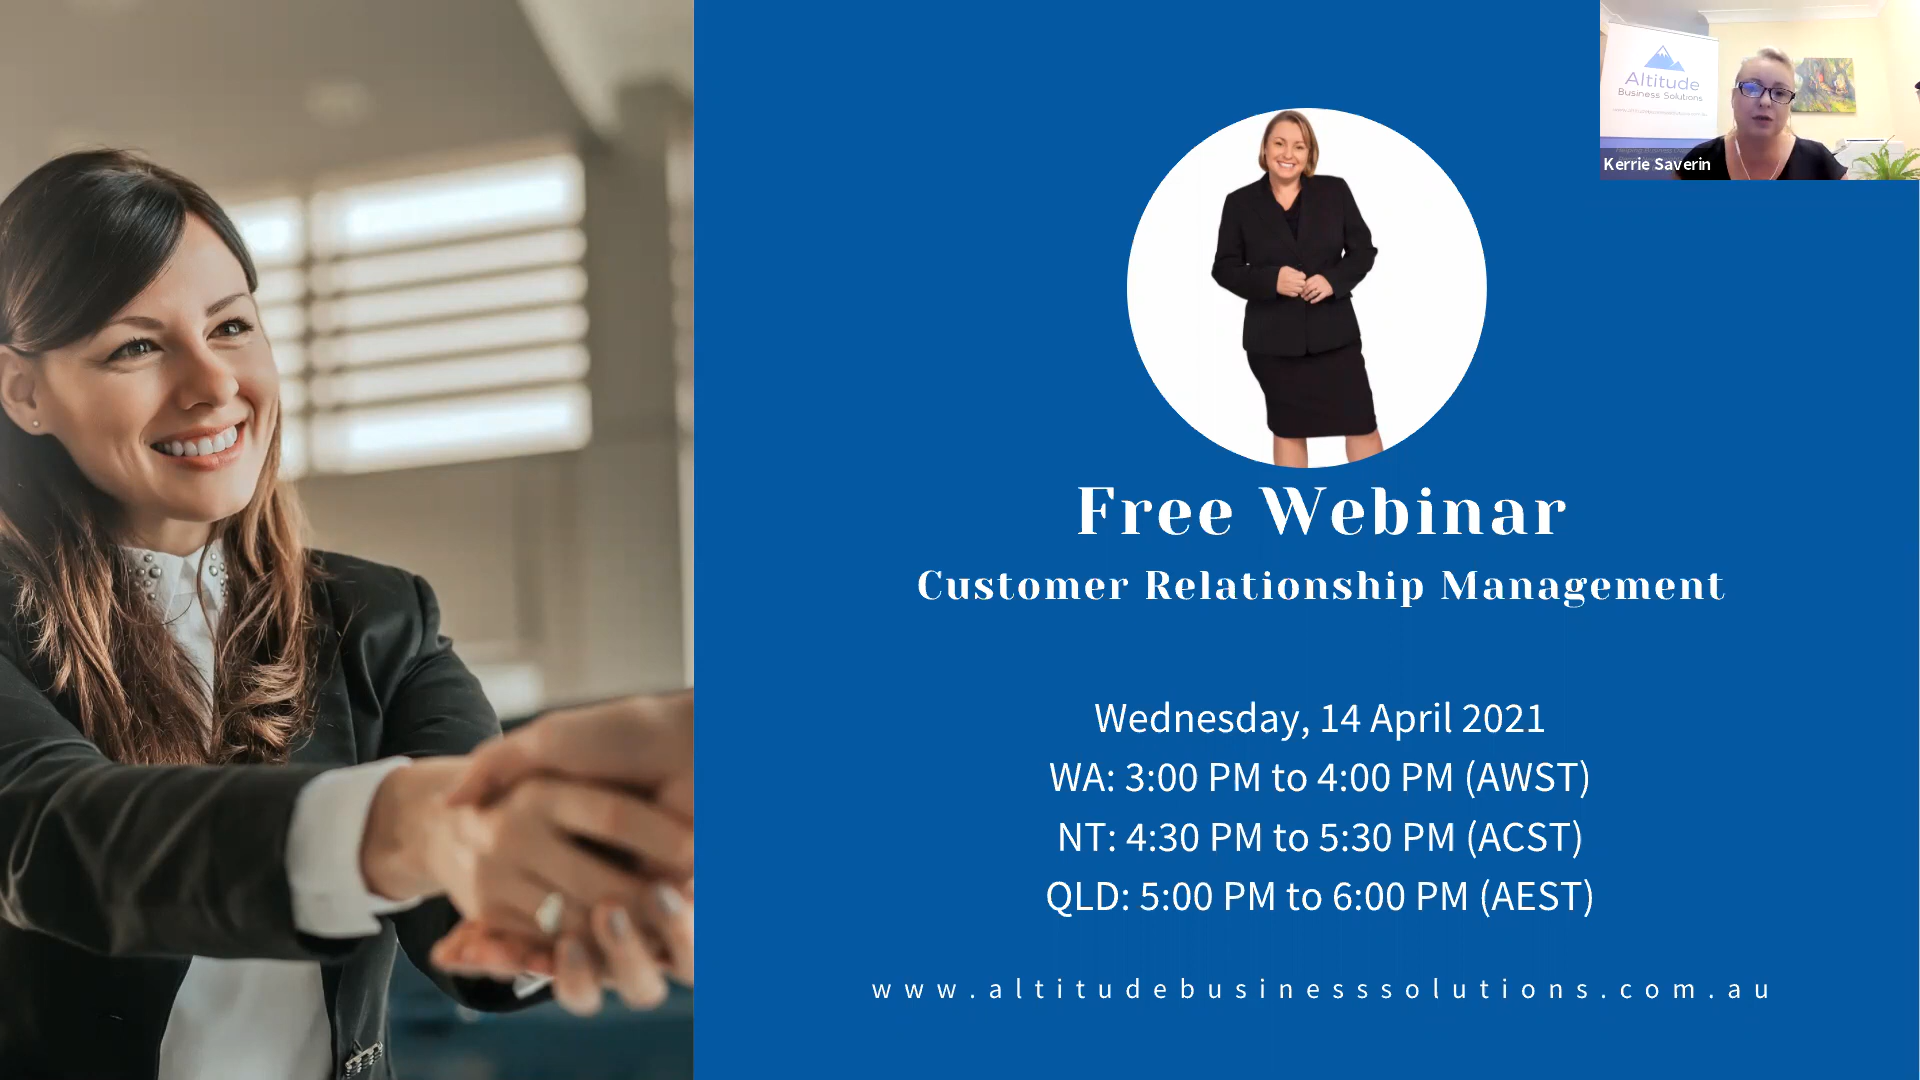 Altitude
Business Solutions
Kerrie Saverin
Free Webinar
Customer Relationship Management
Wednesday, 14 April 2021
WA: 3:00 PM to 4:00 PM (AWST)
NT: 4:30 PM to 5:30 PM (ACST)
QLD: 5:00 PM to 6:00 PM (AEST)
www.altitudebusinesssolutions.com.au